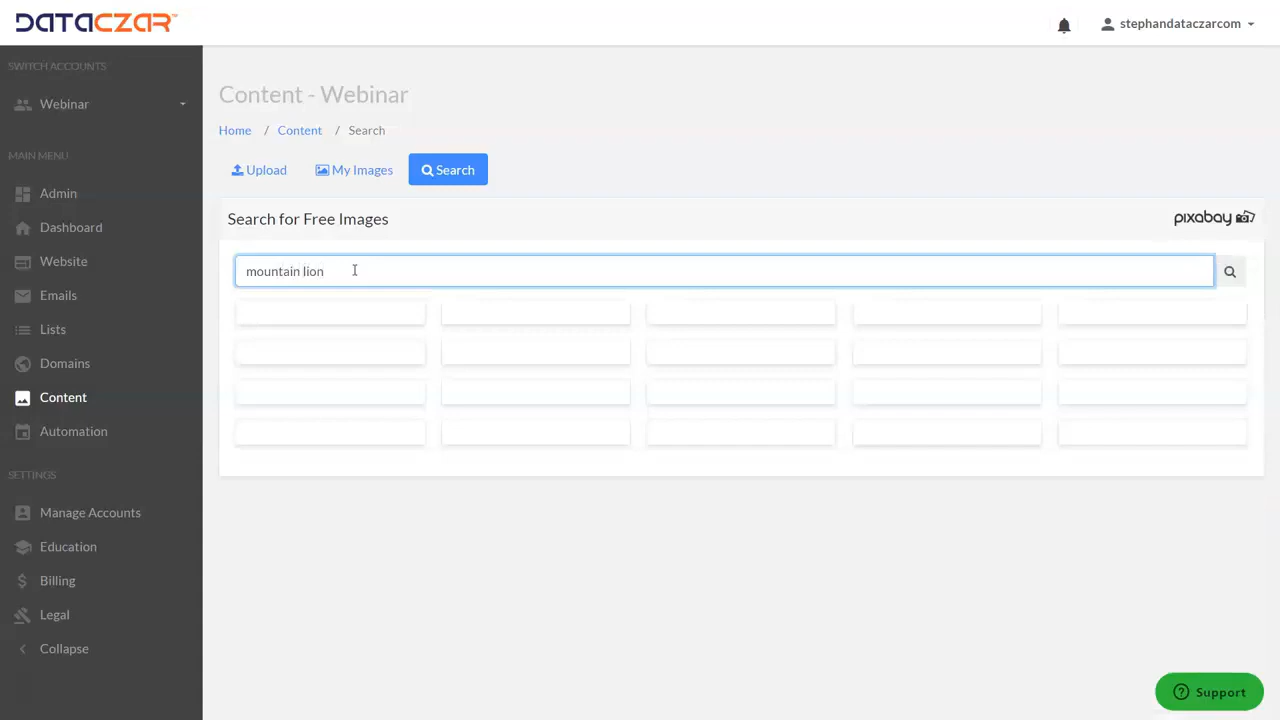 DATACZAR™
stephandataczarcom
SWITCH ACCOUNTS
Webinar
MAIN MENU
Admin
Dashboard
Website
Emails
Lists
Domains
Content
Automation
SETTINGS
Manage Accounts
Education
Billing
Legal
Collapse
Content - Webinar
Home / Content / Search
Upload My Images Search
Search for Free Images
pixabay
mountain lion
Support